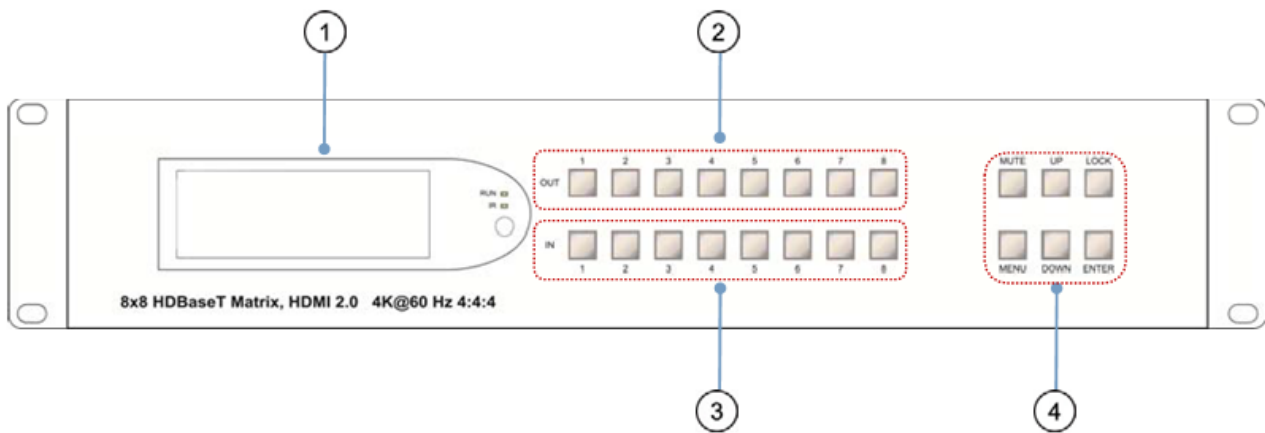 1 2
1 2 3 4 5 6 7 8
MUTE UP LOCK
OUT
RUN
IR
IN
1 2 3 4 5 6 7 8
MENU DOWN ENTER
8x8 HDBaseT Matrix, HDMI 2.0 4K@60 Hz 4:4:4
3 4